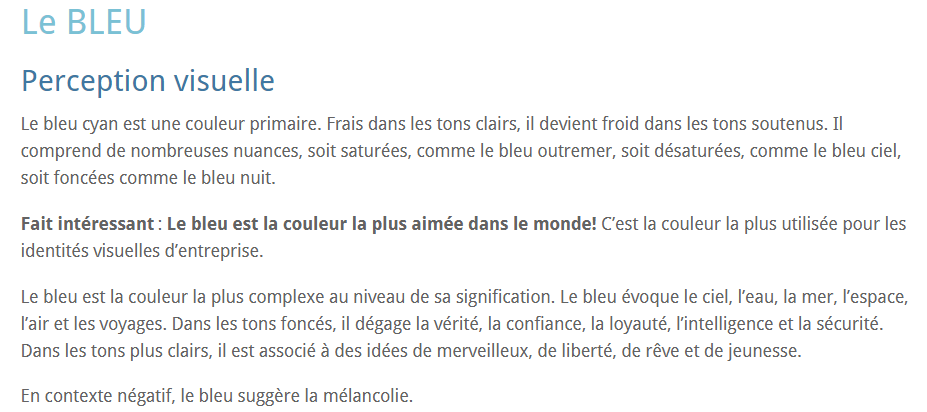 Le BLEU
Perception visuelle
Le bleu cyan est une couleur primaire. Frais dans les tons clairs, il devient froid dans les tons soutenus. Il
comprend de nombreuses nuances, soit saturées, comme le bleu outremer, soit désaturées, comme le bleu ciel,
soit foncées comme le bleu nuit.
Fait intéressant : Le bleu est la couleur la plus aimée dans le monde! C’est la couleur la plus utilisée pour les
identités visuelles d’entreprise.
Le bleu est la couleur la plus complexe au niveau de sa signification. Le bleu évoque le ciel, l’eau, la mer, l’espace,
l’air et les voyages. Dans les tons foncés, il dégage la vérité, la confiance, la loyauté, l’intelligence et la sécurité.
Dans les tons plus clairs, il est associé à des idées de merveilleux, de liberté, de rêve et de jeunesse.
En contexte négatif, le bleu suggère la mélancolie.